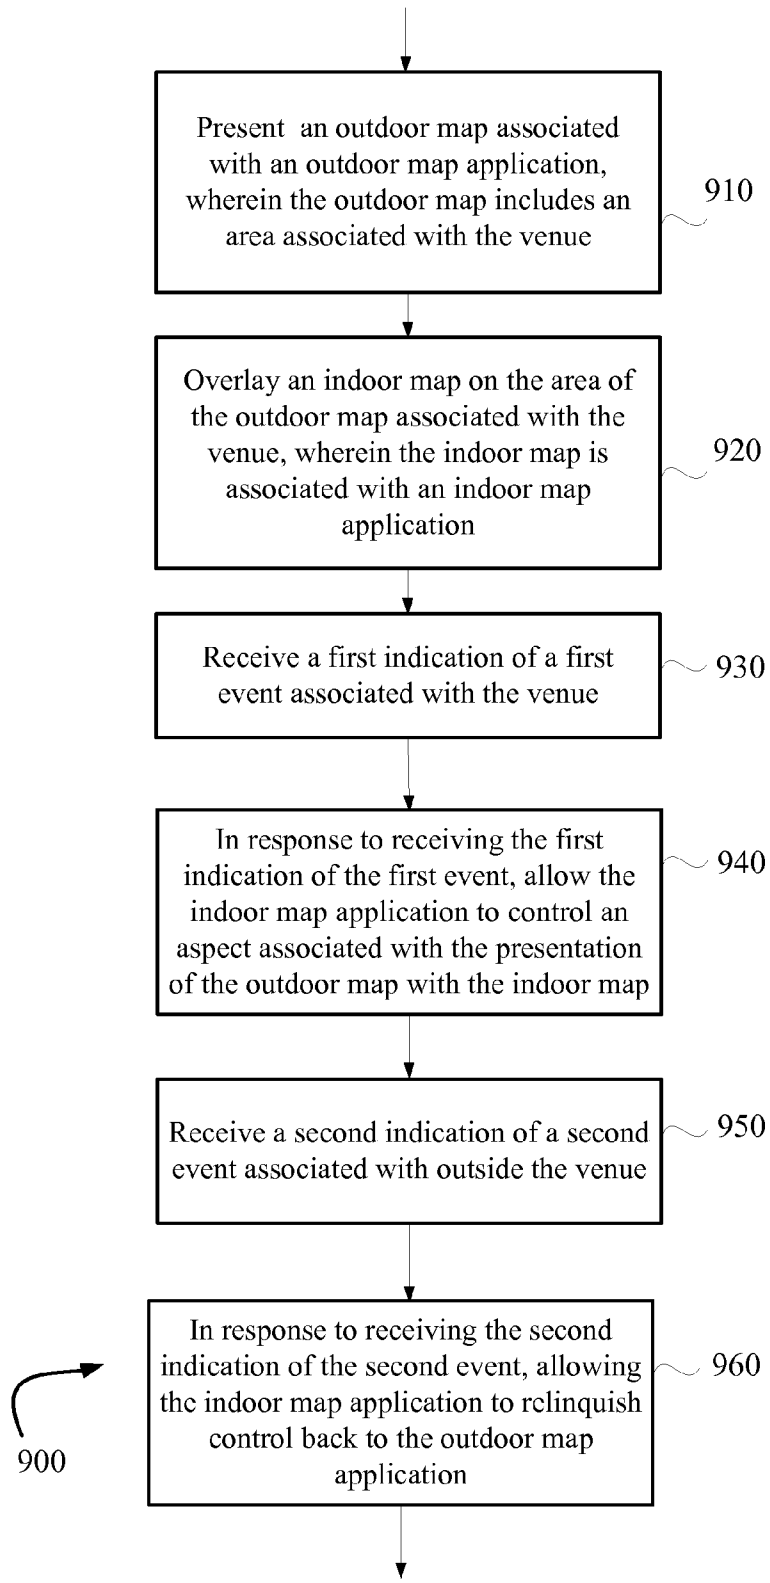 Present an outdoor map associated
with an outdoor map application,
wherein the outdoor map includes an
area associated with the venue
910
Overlay an indoor map on the area of
the outdoor map associated with the
venue, wherein the indoor map is
associated with an indoor map
application
920
Receive a first indication of a first
event associated with the venue
930
In response to receiving the first
indication of the first event, allow the
indoor map application to control an
aspect associated with the presentation
of the outdoor map with the indoor map
940
Receive a second indication of a second
event associated with outside the venue
950
In response to receiving the second
indication of the second event, allowing
the indoor map application to relinquish
control back to the outdoor map
application
960
900